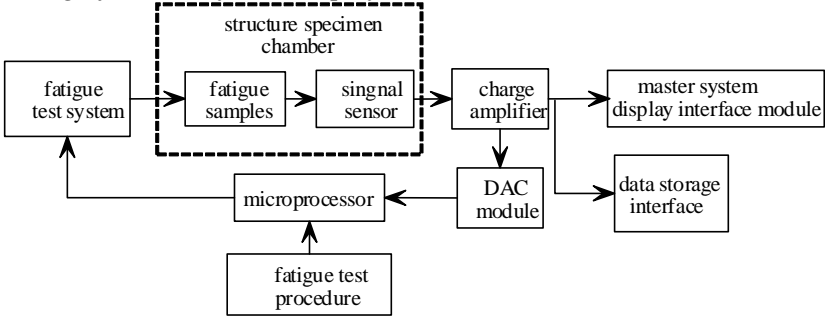 structure specimen
chamber
fatigue
test system
fatigue
samples
singnal
sensor
charge
amplifier
master system
display interface module
microprocessor
DAC
module
data storage
interface
fatigue test
procedure